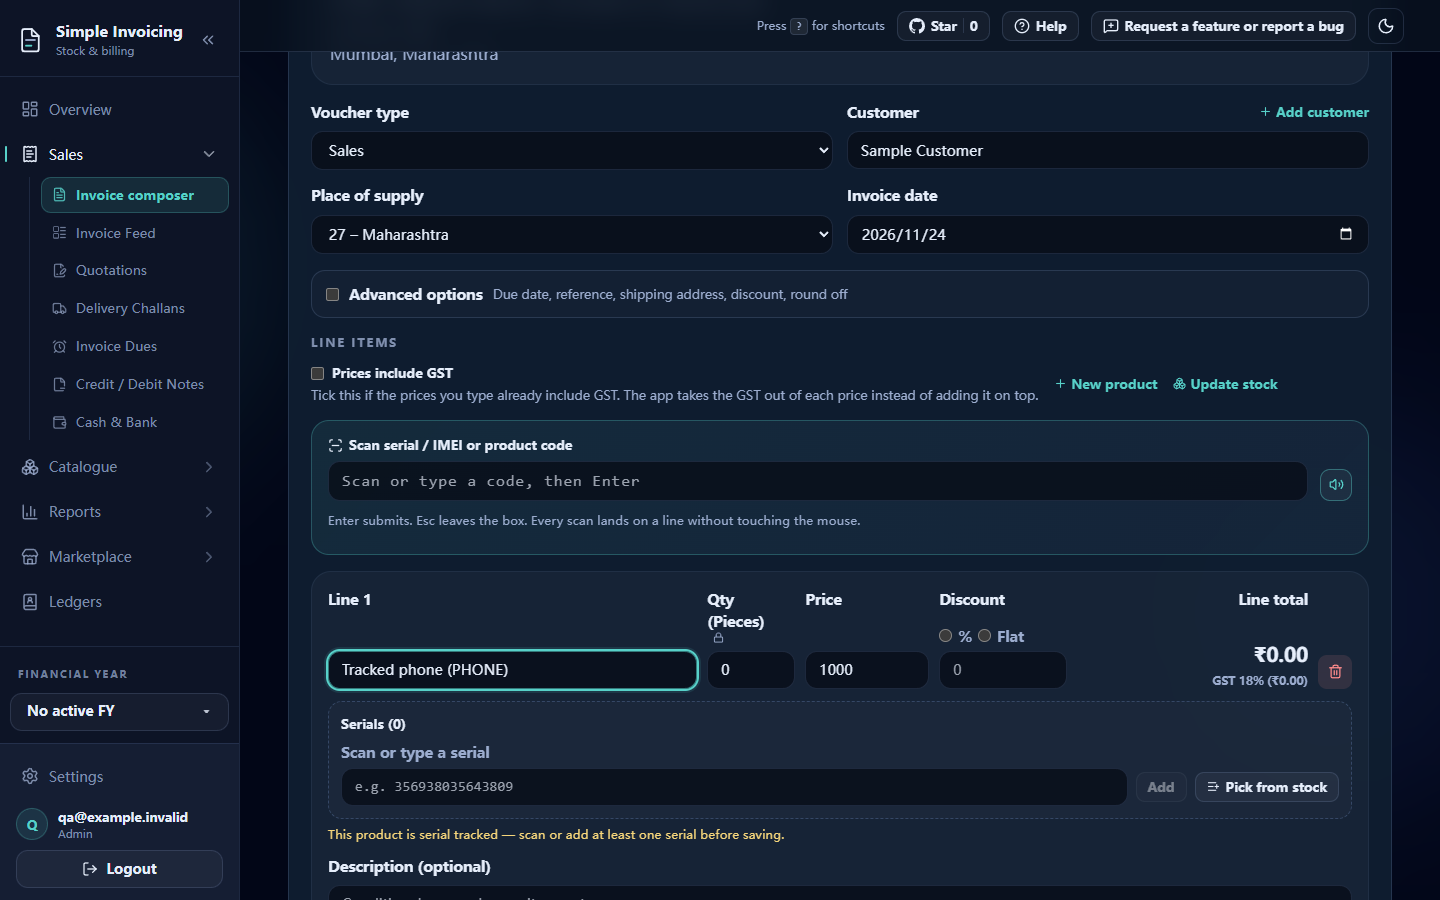 Simple Invoicing
Stock & billing
Press ? for shortcuts
Star 0
Help
Request a feature or report a bug
Overview
Sales
Invoice composer
Invoice Feed
Quotations
Delivery Challans
Invoice Dues
Credit / Debit Notes
Cash & Bank
Catalogue
Reports
Marketplace
Ledgers
FINANCIAL YEAR
No active FY
Settings
Q
qa@example.invalid
Admin
Logout
Mumbai, Maharashtra
Voucher type
Sales
Customer
+ Add customer
Sample Customer
Place of supply
27 – Maharashtra
Invoice date
2026/11/24
Advanced options Due date, reference, shipping address, discount, round off
LINE ITEMS
Prices include GST
Tick this if the prices you type already include GST. The app takes the GST out of each price instead of adding it on top.
+ New product
Update stock
Scan serial / IMEI or product code
Scan or type a code, then Enter
Enter submits. Esc leaves the box. Every scan lands on a line without touching the mouse.
Line 1
Qty
(Pieces)
Price
Discount
Line total
% Flat
Tracked phone (PHONE)
0
1000
0
₹0.00
GST 18% (₹0.00)
Serials (0)
Scan or type a serial
e.g. 356938035643809
Add
Pick from stock
This product is serial tracked — scan or add at least one serial before saving.
Description (optional)